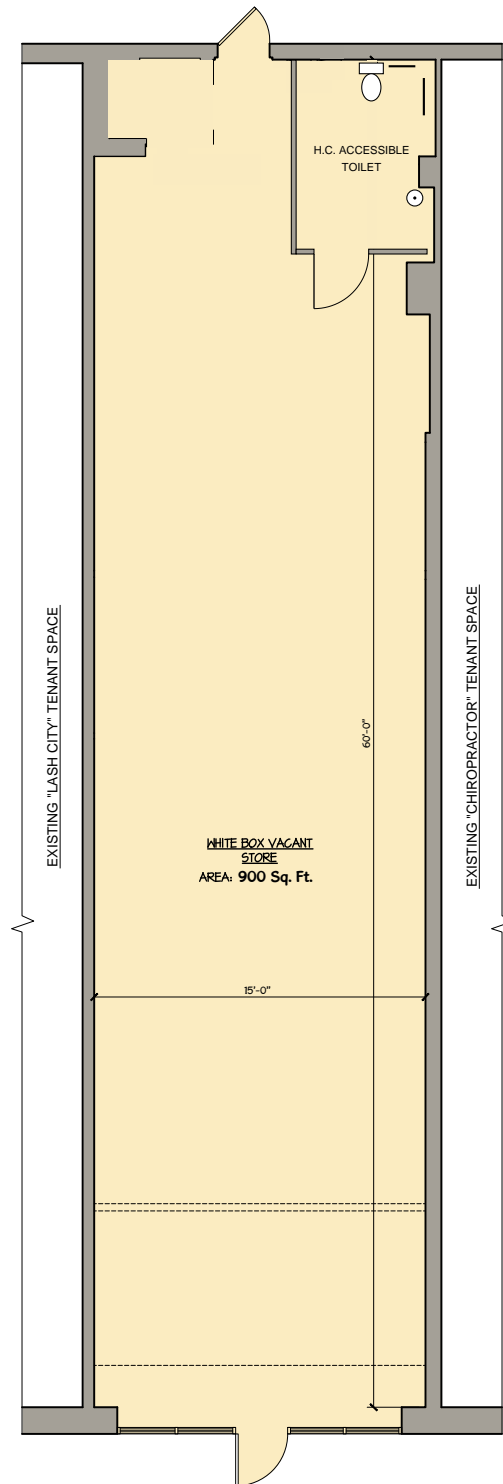 H.C. ACCESSIBLE
TOILET
EXISTING "LASH CITY" TENANT SPACE
EXISTING "CHIROPRACTOR" TENANT SPACE
60'-0"
WHITE BOX VACANT
STORE
AREA: 900 Sq. Ft.
15'-0"